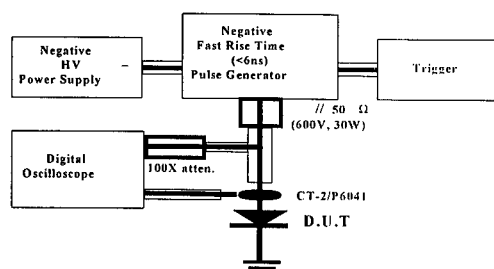 Negative
HV
Power Supply
–
Negative
Fast Rise Time
(<6ns)
Pulse Generator
Trigger
// 50 Ω
(600V, 30W)
Digital
Oscilloscope
100X atten.
CT-2/P6041
D.U.T